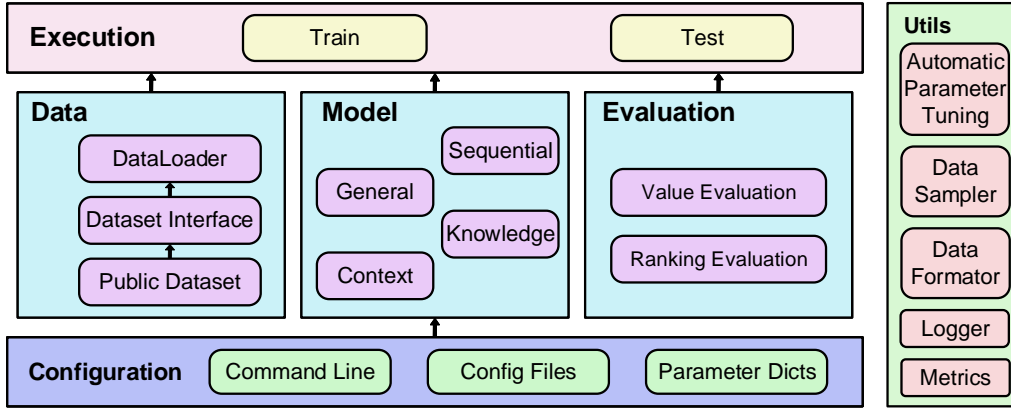 Execution
Train
Test
Data
DataLoader
Dataset Interface
Public Dataset
Model
Sequential
General
Knowledge
Context
Evaluation
Value Evaluation
Ranking Evaluation
Configuration
Command Line
Config Files
Parameter Dicts
Utils
Automatic
Parameter
Tuning
Data
Sampler
Data
Formator
Logger
Metrics